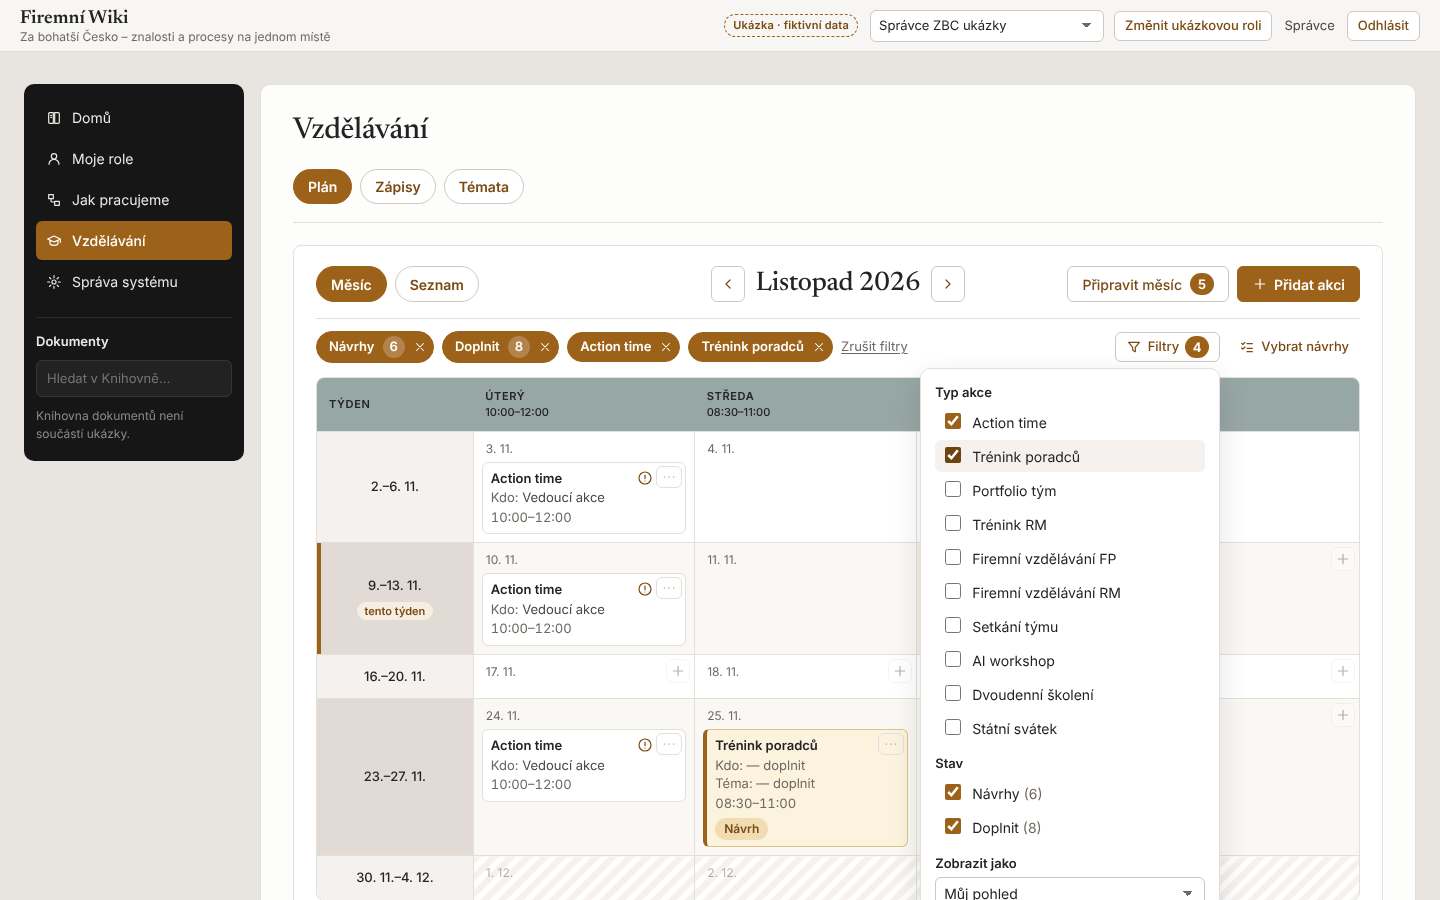 Firemní Wiki
Za bohatší Česko – znalosti a procesy na jednom místě
Ukázka · fiktivní data
Správce ZBC ukázky
Změnit ukázkovou roli
Správce
Odhlásit
Domů
Moje role
Jak pracujeme
Vzdělávání
Správa systému
Dokumenty
Hledat v Knihovně...
Knihovna dokumentů není
součástí ukázky.
Vzdělávání
Plán
Zápisy
Témata
Měsíc
Seznam
Listopad 2026
Připravit měsíc 5
+ Přidat akci
Návrhy 6 ×
Doplnit 8 ×
Action time ×
Trénink poradců ×
Zrušit filtry
Filtry 4
Vybrat návrhy
TÝDEN
ÚTERÝ
10:00–12:00
STŘEDA
08:30–11:00
2.–6. 11.
3. 11.
Action time
Kdo: Vedoucí akce
10:00–12:00
4. 11.
9.–13. 11.
tento týden
10. 11.
Action time
Kdo: Vedoucí akce
10:00–12:00
11. 11.
16.–20. 11.
17. 11.
18. 11.
23.–27. 11.
24. 11.
Action time
Kdo: Vedoucí akce
10:00–12:00
25. 11.
Trénink poradců
Kdo: — doplnit
Téma: — doplnit
08:30–11:00
Návrh
30. 11.–4. 12.
1. 12.
2. 12.
Typ akce
Action time
Trénink poradců
Portfolio tým
Trénink RM
Firemní vzdělávání FP
Firemní vzdělávání RM
Setkání týmu
AI workshop
Dvoudenní školení
Státní svátek
Stav
Návrhy (6)
Doplnit (8)
Zobrazit jako
Můj pohled